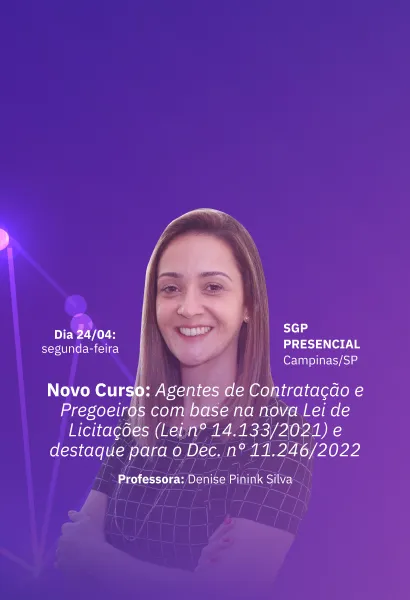 Dia 24/04:
segunda-feira
SGP
PRESENCIAL
Campinas/SP
Novo Curso: Agentes de Contratação e
Pregoeiros com base na nova Lei de
Licitações (Lei nº 14.133/2021) e
destaque para o Dec. nº 11.246/2022
Professora: Denise Pinink Silva